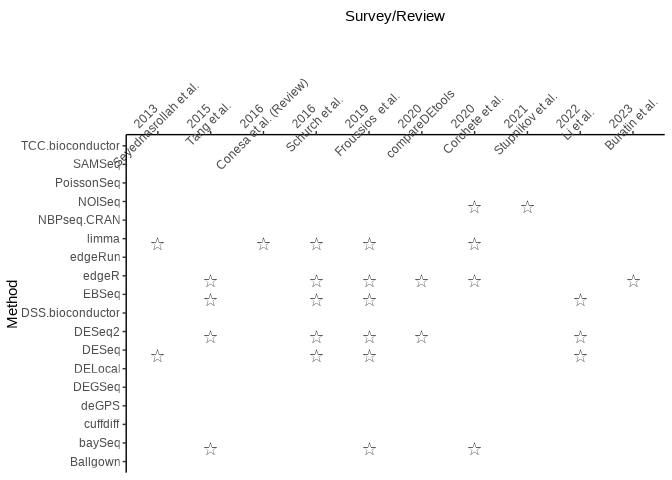 Survey/Review
2013
Seyednasrollah et al.
2015
Tang et al.
2016
Conesa et al. (Review)
2016
Schurch et al.
2019
Froussios et al.
2020
compareDEtools
2020
Corchete et al.
2021
Stupnikov et al.
2022
Li et al.
2023
Buratin et al.
Method
TCC.bioconductor
SAMSeq
PoissonSeq
NOISeq
NBPseq.CRAN
limma
edgeRun
edgeR
EBSeq
DSS.bioconductor
DESeq2
DESeq
DELocal
DEGSeq
deGPS
cuffdiff
baySeq
Ballgown